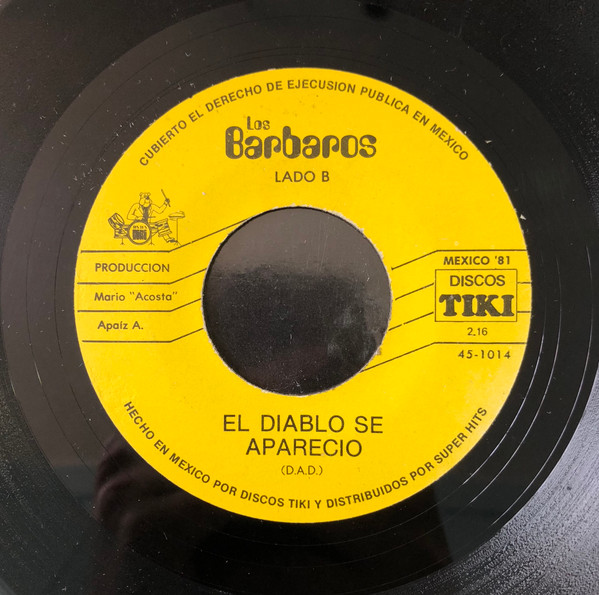 CUBIERTO EL DERECHO DE EJECUSION PUBLICA EN MEXICO
Los
Barbaros
LADO B
PRODUCCION
Mario "Acosta"
Apaíz A.
MEXICO '81
DISCOS
TIKI
2.16
45-1014
EL DIABLO SE
APARECIO
(D.A.D.)
HECHO EN MEXICO POR DISCOS TIKI Y DISTRIBUIDOS POR SUPER HITS